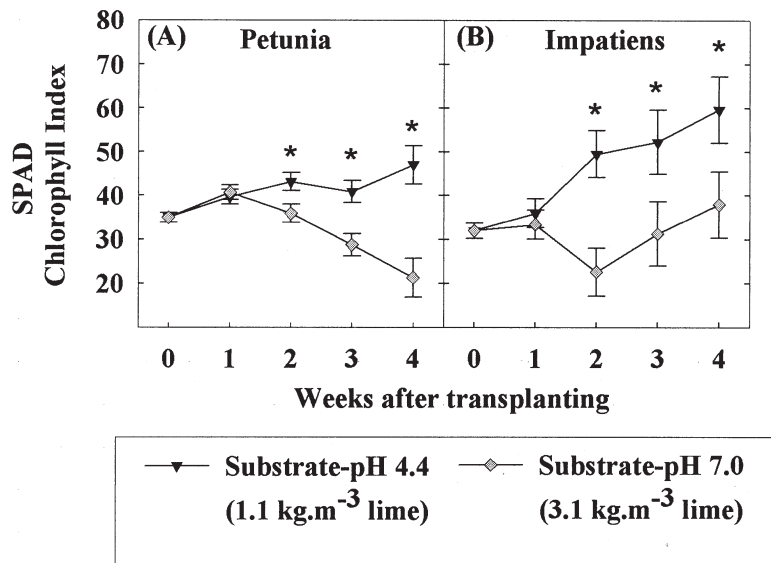 SPAD
Chlorophyll Index
80
70
60
50
40
30
20
(A)
Petunia
*
*
*
(B)
Impatiens
*
*
*
0 1 2 3 4
0 1 2 3 4
Weeks after transplanting
Substrate-pH 4.4
(1.1 kg.m⁻³ lime)
Substrate-pH 7.0
(3.1 kg.m⁻³ lime)